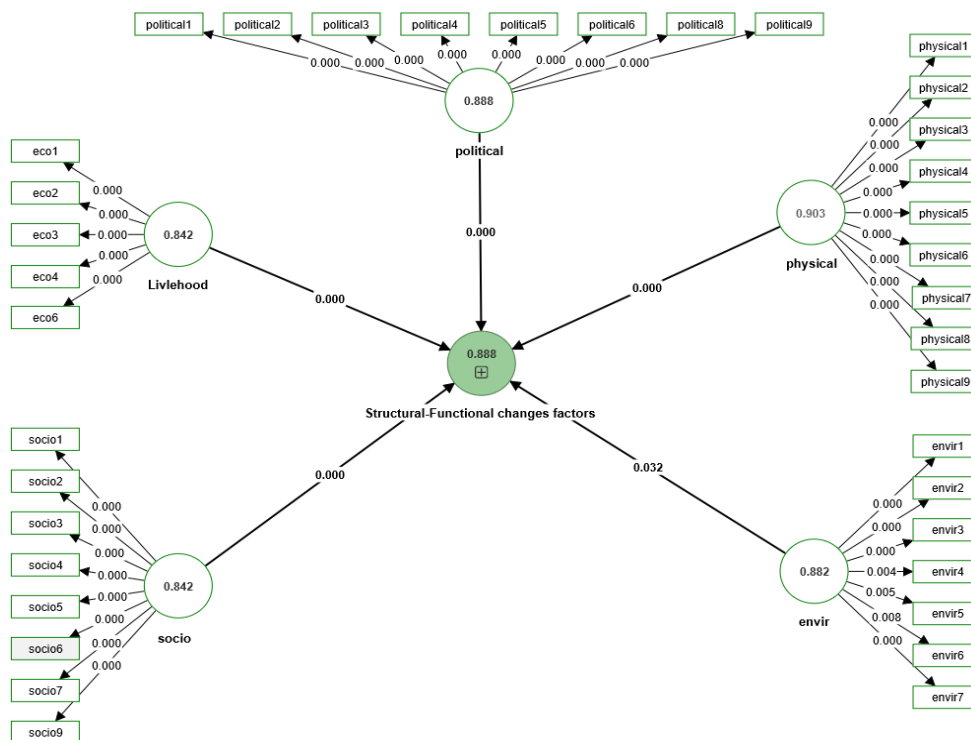 political1
political2
political3
political4
political5
political6
political8
political9
0.000
0.000
0.000
0.000
0.000
0.000
0.000
0.000
0.888
political
0.000
eco1
eco2
eco3
eco4
eco6
0.000
0.000
0.000
0.000
0.000
0.842
Livlehood
0.000
physical1
physical2
physical3
physical4
physical5
physical6
physical7
physical8
physical9
0.000
0.000
0.000
0.000
0.000
0.000
0.000
0.000
0.000
0.903
physical
0.000
0.888
Structural-Functional changes factors
socio1
socio2
socio3
socio4
socio5
socio6
socio7
socio9
0.000
0.000
0.000
0.000
0.000
0.000
0.000
0.000
0.842
socio
0.000
envir1
envir2
envir3
envir4
envir5
envir6
envir7
0.000
0.000
0.000
0.004
0.005
0.008
0.000
0.882
envir
0.032